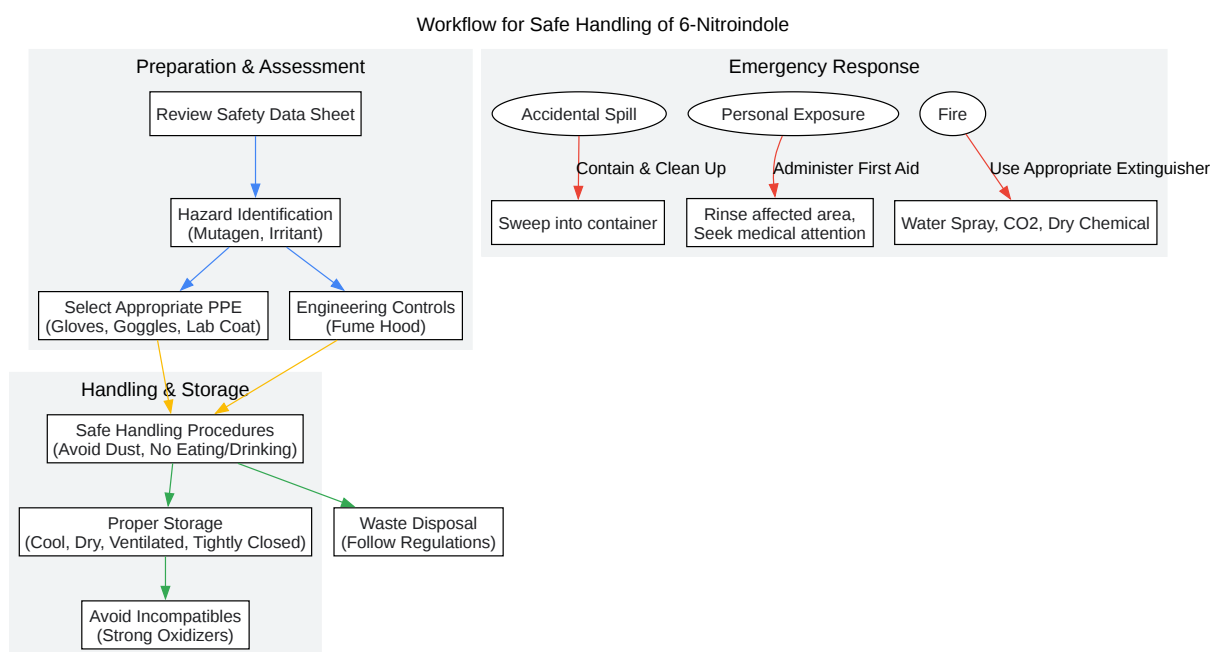 Workflow for Safe Handling of 6-Nitroindole
Preparation & Assessment
Review Safety Data Sheet
Hazard Identification
(Mutagen, Irritant)
Select Appropriate PPE
(Gloves, Goggles, Lab Coat)
Engineering Controls
(Fume Hood)
Handling & Storage
Safe Handling Procedures
(Avoid Dust, No Eating/Drinking)
Proper Storage
(Cool, Dry, Ventilated, Tightly Closed)
Waste Disposal
(Follow Regulations)
Avoid Incompatibles
(Strong Oxidizers)
Emergency Response
Accidental Spill
Personal Exposure
Fire
Contain & Clean Up
Administer First Aid
Use Appropriate Extinguisher
Sweep into container
Rinse affected area,
Seek medical attention
Water Spray, CO2, Dry Chemical